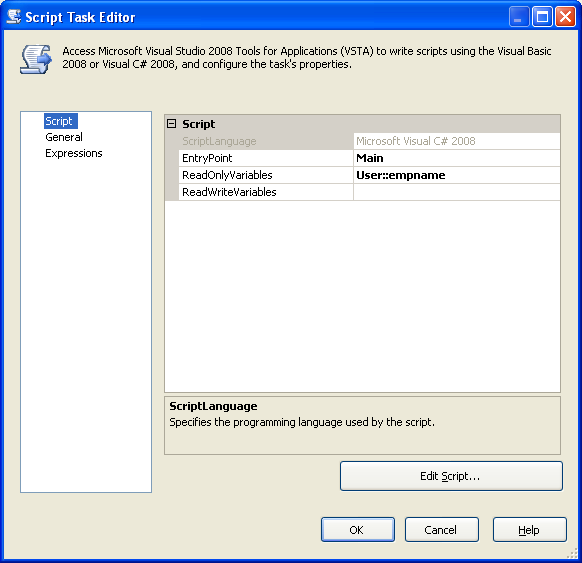 Script Task Editor
Access Microsoft Visual Studio 2008 Tools for Applications (VSTA) to write scripts using the Visual Basic
2008 or Visual C# 2008, and configure the task's properties.
Script
General
Expressions
Script
ScriptLanguage Microsoft Visual C# 2008
EntryPoint Main
ReadOnlyVariables User::empname
ReadWriteVariables
ScriptLanguage
Specifies the programming language used by the script.
Edit Script...
OK Cancel Help